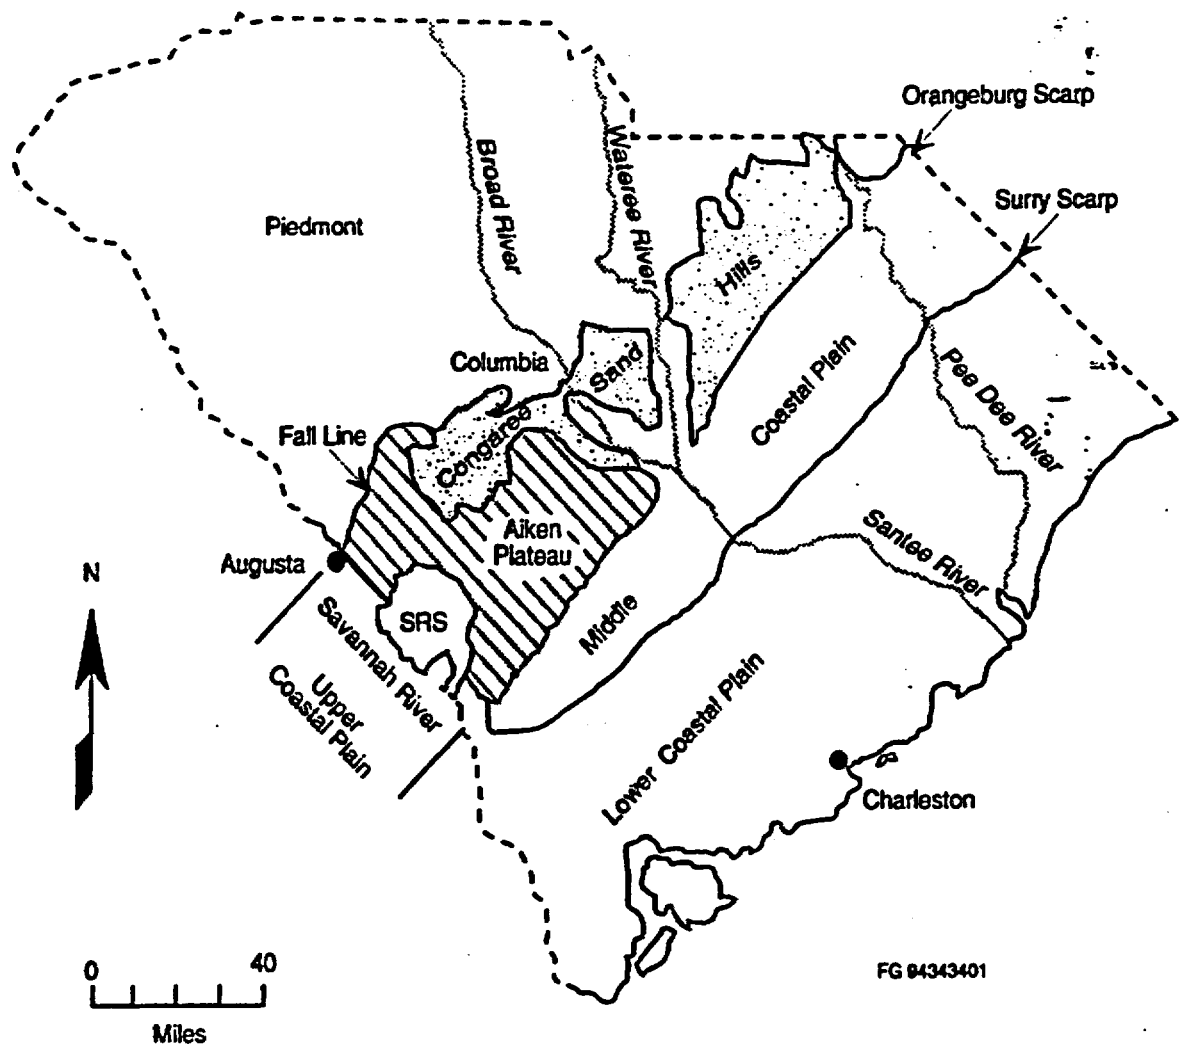 Orangeburg Scarp
Surry Scarp
Broad River
Wateree River
Piedmont
Hills
Columbia
Sand
Coastal Plain
Pee Dee River
Fall Line
Congaree
Aiken
Plateau
Santee River
Augusta
N
SRS
Middle
Savannah River
Upper
Coastal Plain
Lower Coastal Plain
Charleston
0 40
Miles
FG 94343401